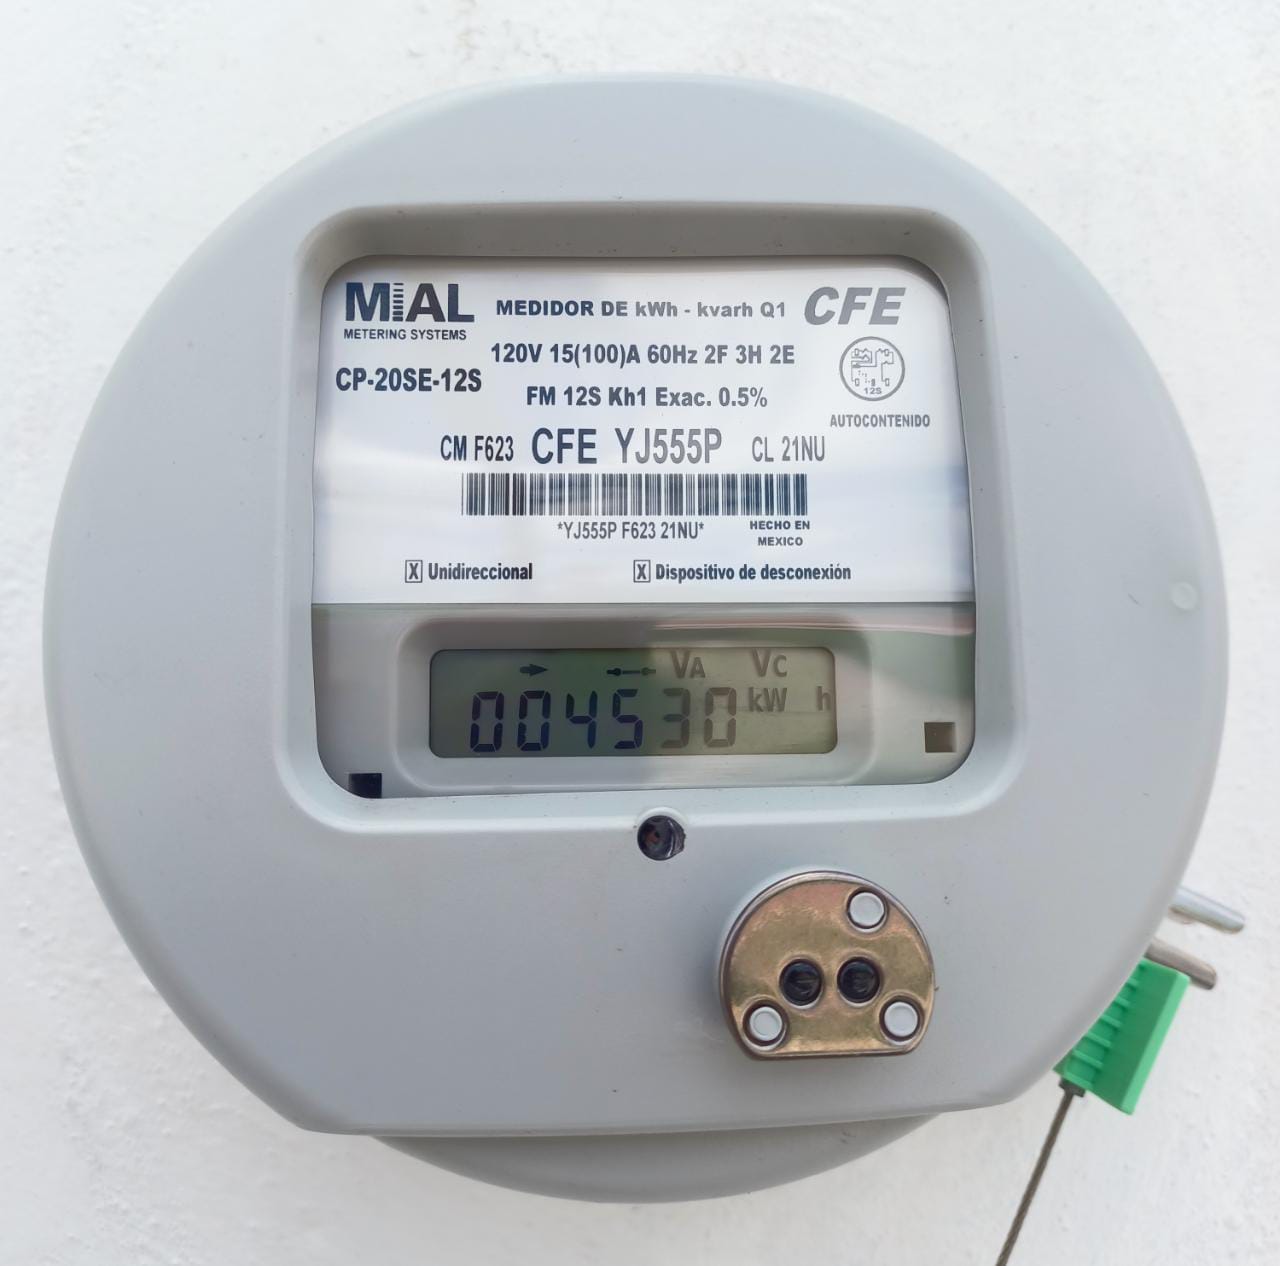 MIAL
METERING SYSTEMS
MEDIDOR DE kWh - kvarh Q1
CFE
120V 15(100)A 60Hz 2F 3H 2E
CP-20SE-12S
FM 12S Kh1 Exac. 0.5%
12S
AUTOCONTENIDO
CM F623 CFE YJ555P CL 21NU
*YJ555P F623 21NU*
HECHO EN
MEXICO
X Unidireccional
X Dispositivo de desconexión
VA VC
004530 kW h